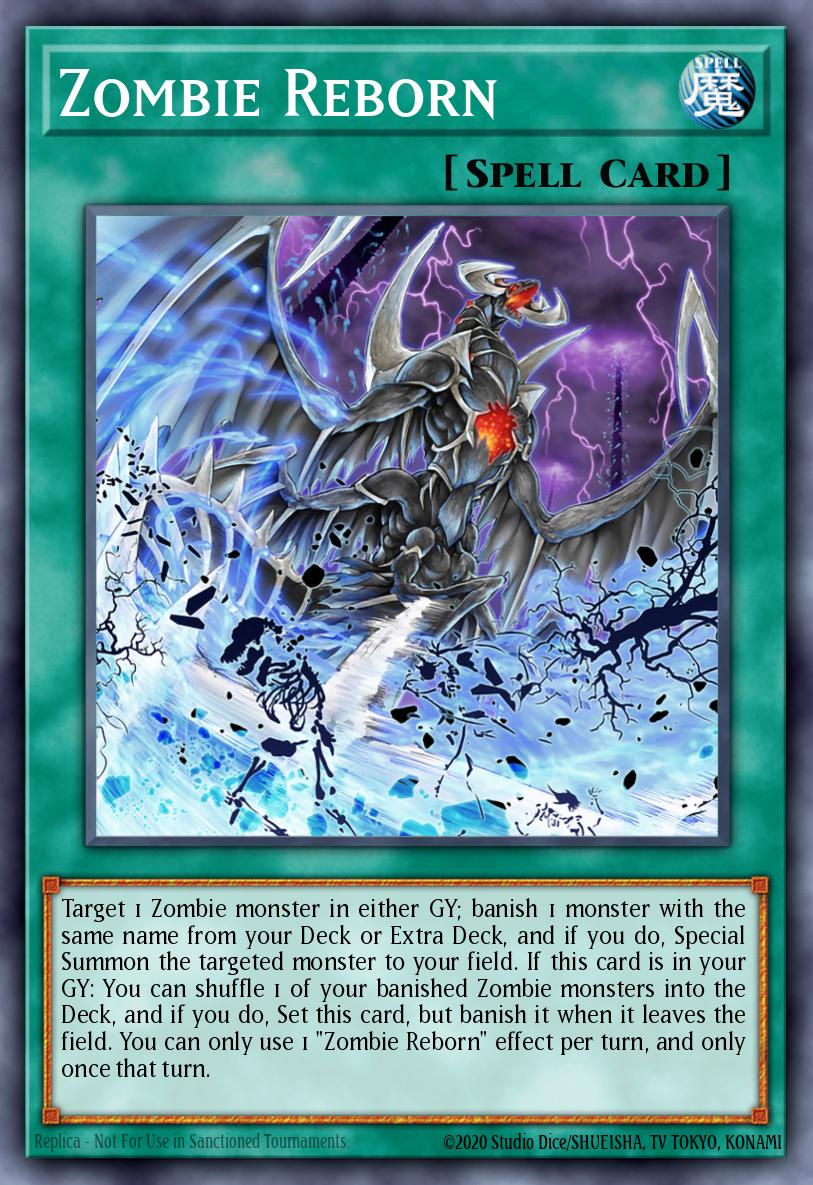 Zombie Reborn
SPELL
魔
[ Spell Card ]
Target 1 Zombie monster in either GY; banish 1 monster with the
same name from your Deck or Extra Deck, and if you do, Special
Summon the targeted monster to your field. If this card is in your
GY: You can shuffle 1 of your banished Zombie monsters into the
Deck, and if you do, Set this card, but banish it when it leaves the
field. You can only use 1 "Zombie Reborn" effect per turn, and only
once that turn.
Replica - Not For Use in Sanctioned Tournaments.
©2020 Studio Dice/SHUEISHA, TV TOKYO, KONAMI